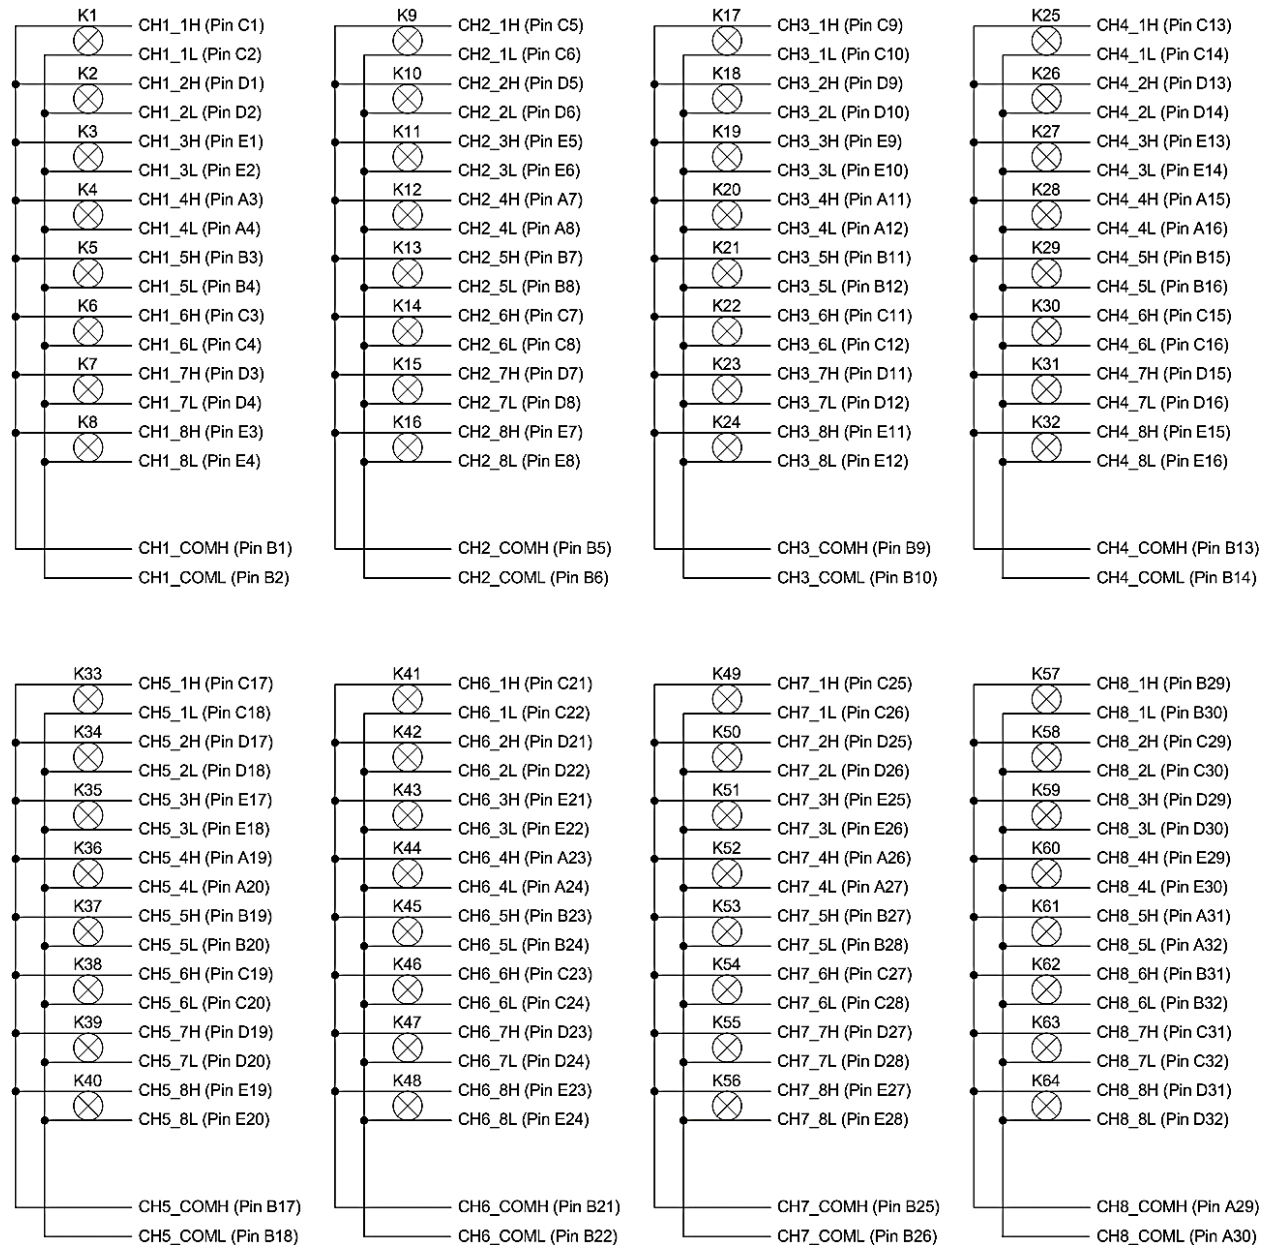 K1 CH1_1H (Pin C1)
CH1_1L (Pin C2)
K2 CH1_2H (Pin D1)
CH1_2L (Pin D2)
K3 CH1_3H (Pin E1)
CH1_3L (Pin E2)
K4 CH1_4H (Pin A3)
CH1_4L (Pin A4)
K5 CH1_5H (Pin B3)
CH1_5L (Pin B4)
K6 CH1_6H (Pin C3)
CH1_6L (Pin C4)
K7 CH1_7H (Pin D3)
CH1_7L (Pin D4)
K8 CH1_8H (Pin E3)
CH1_8L (Pin E4)
CH1_COMH (Pin B1)
CH1_COML (Pin B2)
K9 CH2_1H (Pin C5)
CH2_1L (Pin C6)
K10 CH2_2H (Pin D5)
CH2_2L (Pin D6)
K11 CH2_3H (Pin E5)
CH2_3L (Pin E6)
K12 CH2_4H (Pin A7)
CH2_4L (Pin A8)
K13 CH2_5H (Pin B7)
CH2_5L (Pin B8)
K14 CH2_6H (Pin C7)
CH2_6L (Pin C8)
K15 CH2_7H (Pin D7)
CH2_7L (Pin D8)
K16 CH2_8H (Pin E7)
CH2_8L (Pin E8)
CH2_COMH (Pin B5)
CH2_COML (Pin B6)
K17 CH3_1H (Pin C9)
CH3_1L (Pin C10)
K18 CH3_2H (Pin D9)
CH3_2L (Pin D10)
K19 CH3_3H (Pin E9)
CH3_3L (Pin E10)
K20 CH3_4H (Pin A11)
CH3_4L (Pin A12)
K21 CH3_5H (Pin B11)
CH3_5L (Pin B12)
K22 CH3_6H (Pin C11)
CH3_6L (Pin C12)
K23 CH3_7H (Pin D11)
CH3_7L (Pin D12)
K24 CH3_8H (Pin E11)
CH3_8L (Pin E12)
CH3_COMH (Pin B9)
CH3_COML (Pin B10)
K25 CH4_1H (Pin C13)
CH4_1L (Pin C14)
K26 CH4_2H (Pin D13)
CH4_2L (Pin D14)
K27 CH4_3H (Pin E13)
CH4_3L (Pin E14)
K28 CH4_4H (Pin A15)
CH4_4L (Pin A16)
K29 CH4_5H (Pin B15)
CH4_5L (Pin B16)
K30 CH4_6H (Pin C15)
CH4_6L (Pin C16)
K31 CH4_7H (Pin D15)
CH4_7L (Pin D16)
K32 CH4_8H (Pin E15)
CH4_8L (Pin E16)
CH4_COMH (Pin B13)
CH4_COML (Pin B14)
K33 CH5_1H (Pin C17)
CH5_1L (Pin C18)
K34 CH5_2H (Pin D17)
CH5_2L (Pin D18)
K35 CH5_3H (Pin E17)
CH5_3L (Pin E18)
K36 CH5_4H (Pin A19)
CH5_4L (Pin A20)
K37 CH5_5H (Pin B19)
CH5_5L (Pin B20)
K38 CH5_6H (Pin C19)
CH5_6L (Pin C20)
K39 CH5_7H (Pin D19)
CH5_7L (Pin D20)
K40 CH5_8H (Pin E19)
CH5_8L (Pin E20)
CH5_COMH (Pin B17)
CH5_COML (Pin B18)
K41 CH6_1H (Pin C21)
CH6_1L (Pin C22)
K42 CH6_2H (Pin D21)
CH6_2L (Pin D22)
K43 CH6_3H (Pin E21)
CH6_3L (Pin E22)
K44 CH6_4H (Pin A23)
CH6_4L (Pin A24)
K45 CH6_5H (Pin B23)
CH6_5L (Pin B24)
K46 CH6_6H (Pin C23)
CH6_6L (Pin C24)
K47 CH6_7H (Pin D23)
CH6_7L (Pin D24)
K48 CH6_8H (Pin E23)
CH6_8L (Pin E24)
CH6_COMH (Pin B21)
CH6_COML (Pin B22)
K49 CH7_1H (Pin C25)
CH7_1L (Pin C26)
K50 CH7_2H (Pin D25)
CH7_2L (Pin D26)
K51 CH7_3H (Pin E25)
CH7_3L (Pin E26)
K52 CH7_4H (Pin A26)
CH7_4L (Pin A27)
K53 CH7_5H (Pin B27)
CH7_5L (Pin B28)
K54 CH7_6H (Pin C27)
CH7_6L (Pin C28)
K55 CH7_7H (Pin D27)
CH7_7L (Pin D28)
K56 CH7_8H (Pin E27)
CH7_8L (Pin E28)
CH7_COMH (Pin B25)
CH7_COML (Pin B26)
K57 CH8_1H (Pin B29)
CH8_1L (Pin B30)
K58 CH8_2H (Pin C29)
CH8_2L (Pin C30)
K59 CH8_3H (Pin D29)
CH8_3L (Pin D30)
K60 CH8_4H (Pin E29)
CH8_4L (Pin E30)
K61 CH8_5H (Pin A31)
CH8_5L (Pin A32)
K62 CH8_6H (Pin B31)
CH8_6L (Pin B32)
K63 CH8_7H (Pin C31)
CH8_7L (Pin C32)
K64 CH8_8H (Pin D31)
CH8_8L (Pin D32)
CH8_COMH (Pin A29)
CH8_COML (Pin A30)